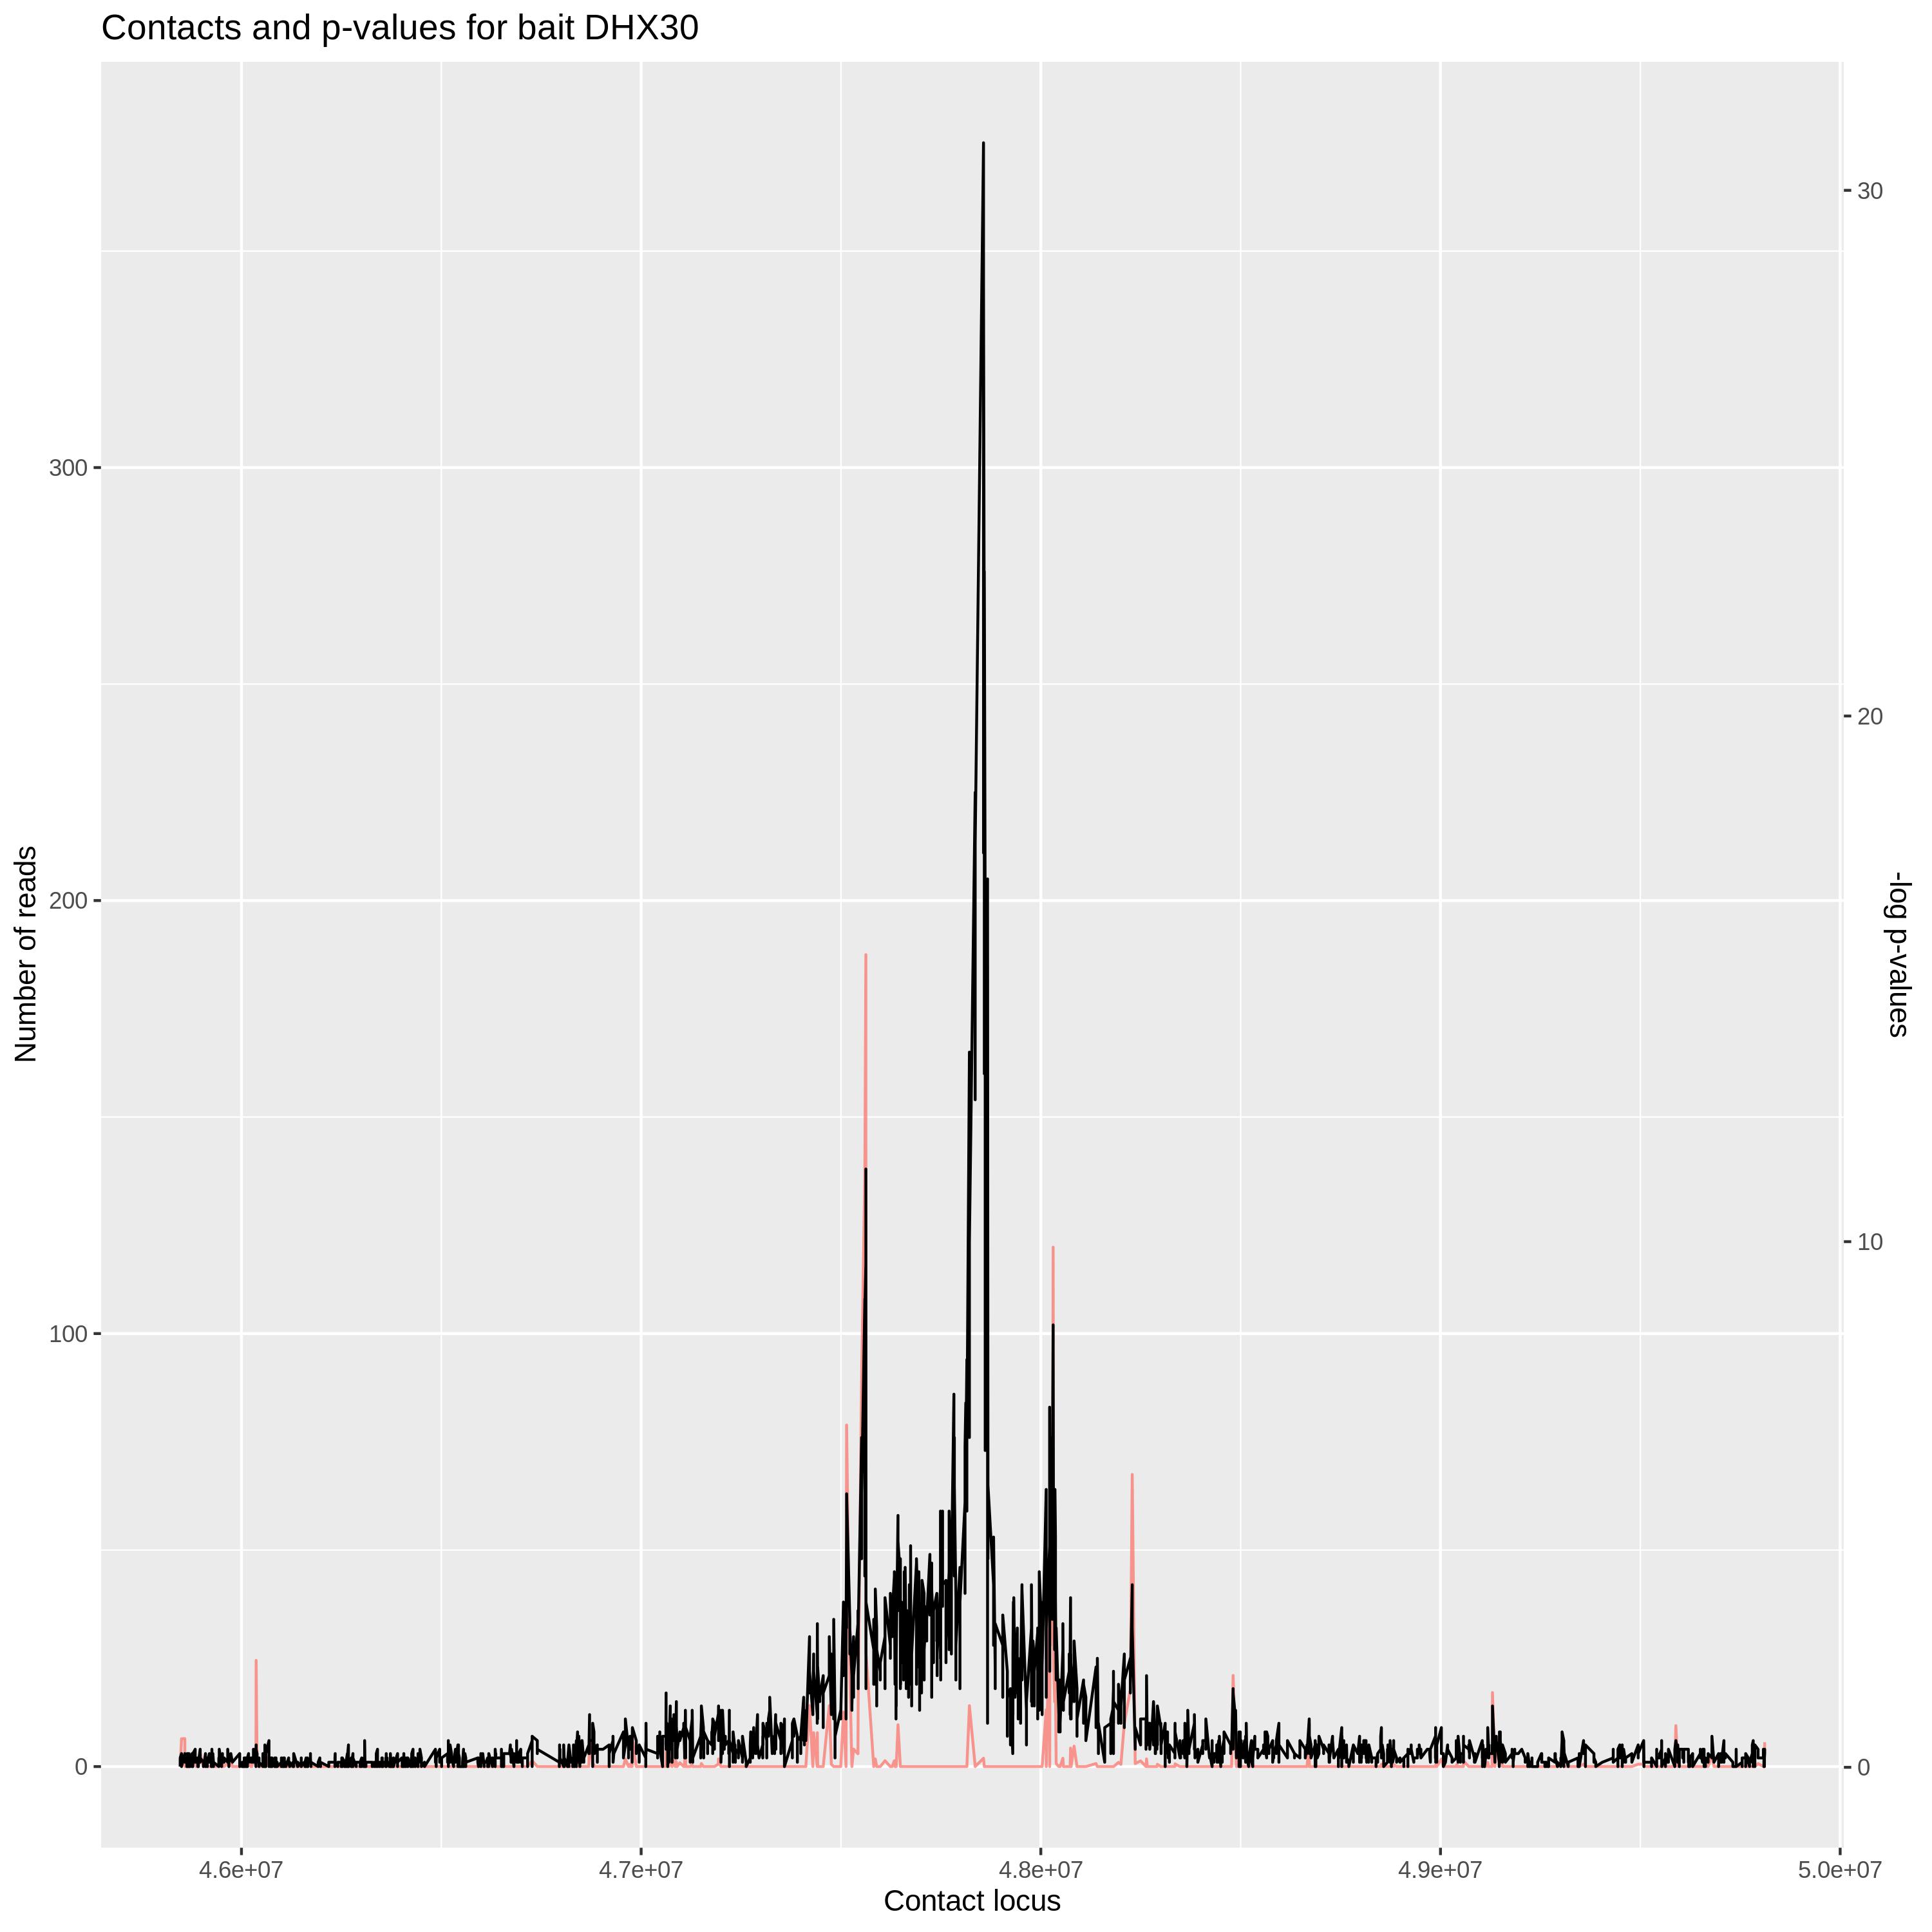 Contacts and p-values for bait DHX30
Number of reads
300
200
100
0
30
20
10
0
-log p-values
4.6e+07 4.7e+07 4.8e+07 4.9e+07 5.0e+07
Contact locus